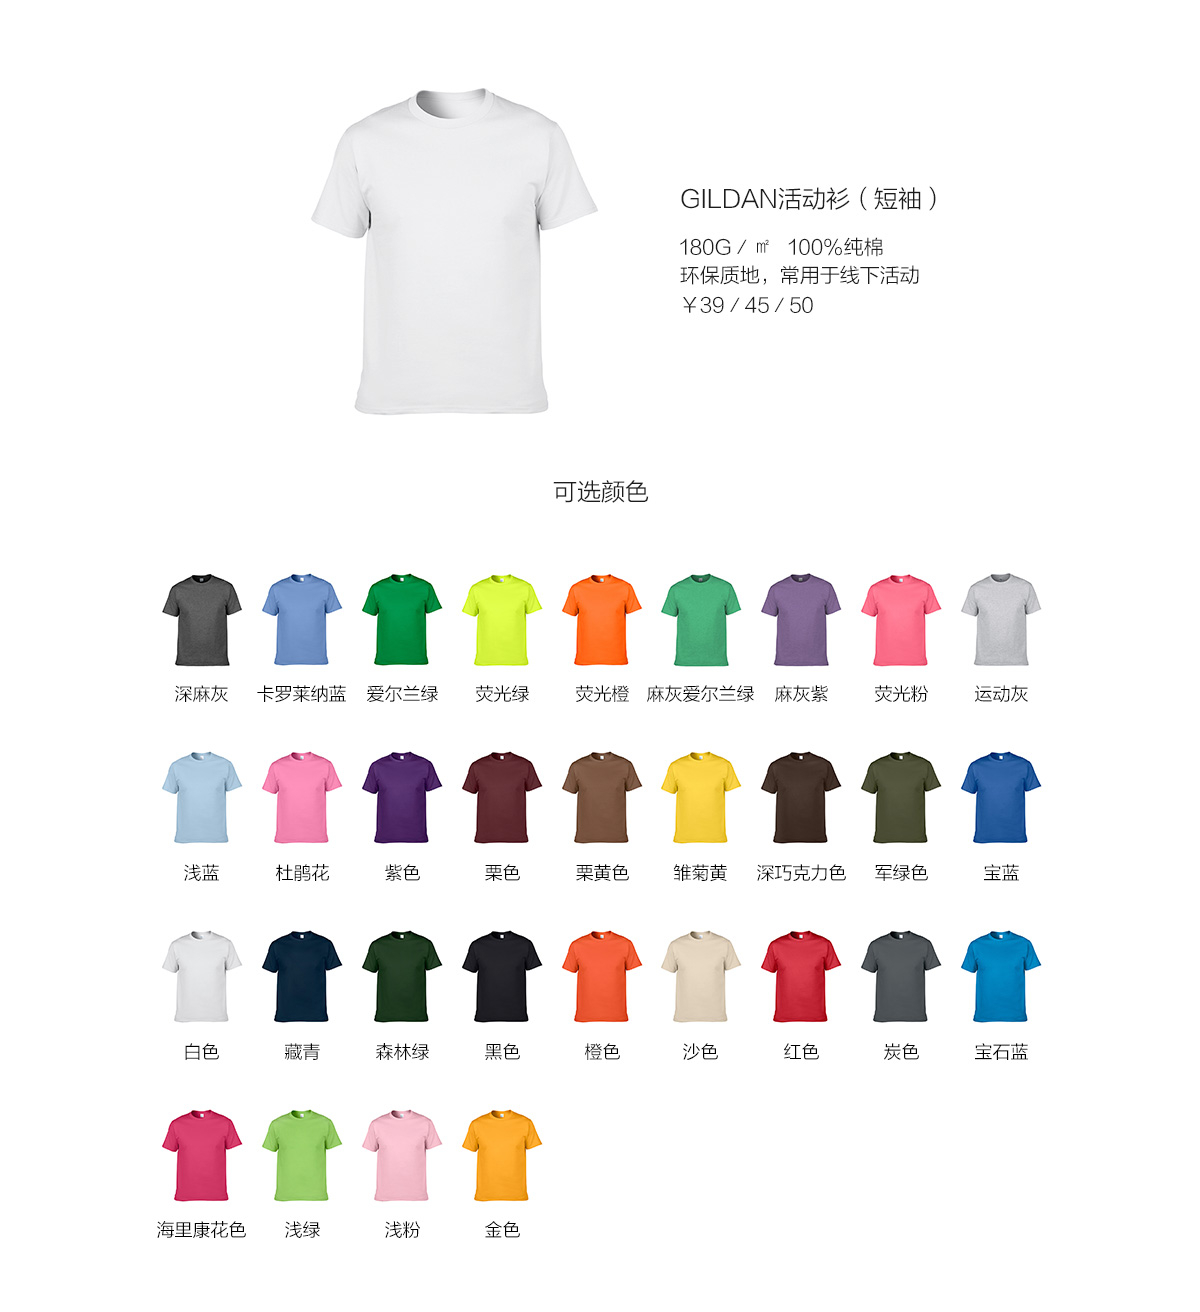 GILDAN活动衫（短袖）
180G / ㎡ 100%纯棉
环保质地，常用于线下活动
￥39 / 45 / 50
可选颜色
深麻灰 卡罗莱纳蓝 爱尔兰绿 荧光绿 荧光橙 麻灰爱尔兰绿 麻灰紫 荧光粉 运动灰
浅蓝 杜鹃花 紫色 栗色 栗黄色 雏菊黄 深巧克力色 军绿色 宝蓝
白色 藏青 森林绿 黑色 橙色 沙色 红色 炭色 宝石蓝
海里康花色 浅绿 浅粉 金色